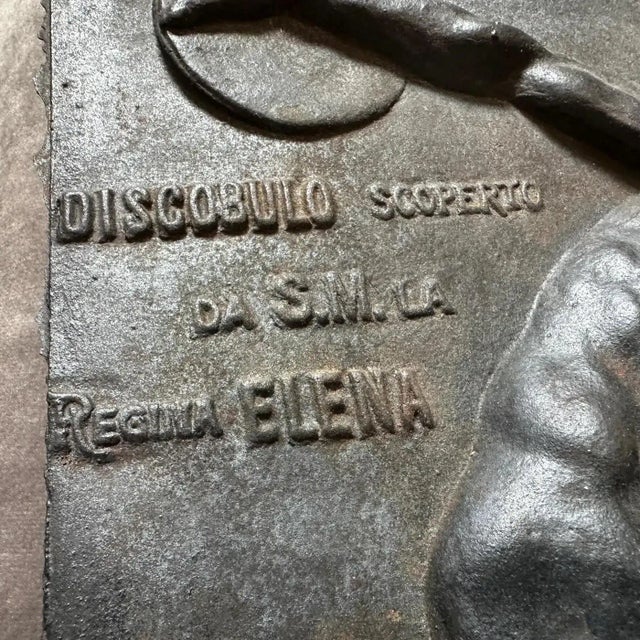 DISCOBULO SCOPERTO
DA S.M. LA
REGINA ELENA